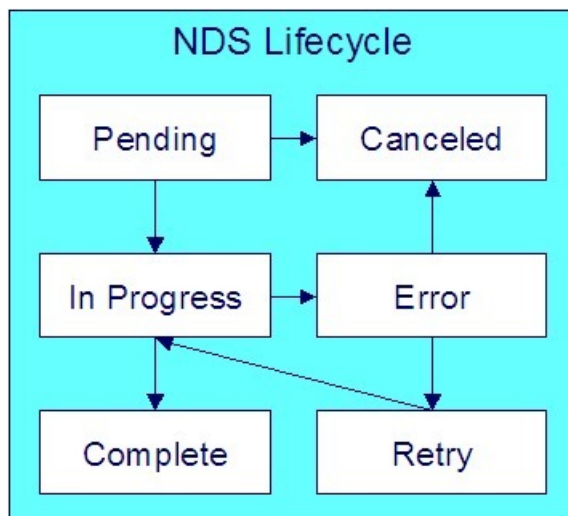 NDS Lifecycle
Pending
Canceled
In Progress
Error
Complete
Retry